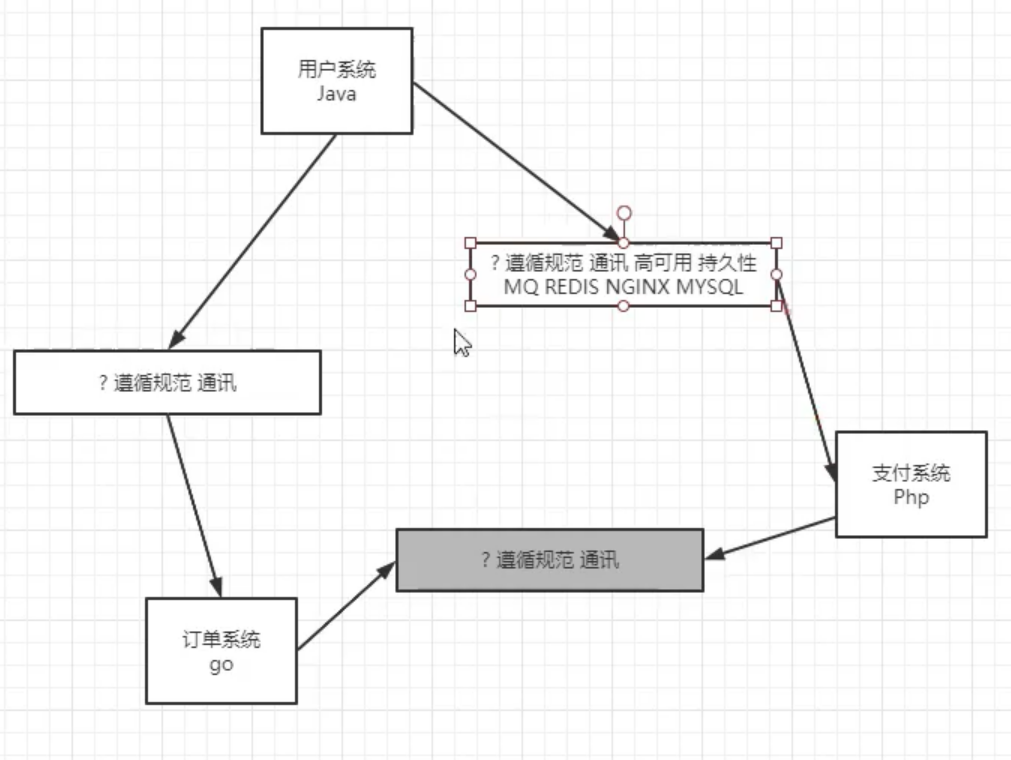 用户系统
Java
? 遵循规范 通讯 高可用 持久性
MQ REDIS NGINX MYSQL
? 遵循规范 通讯
支付系统
Php
? 遵循规范 通讯
订单系统
go